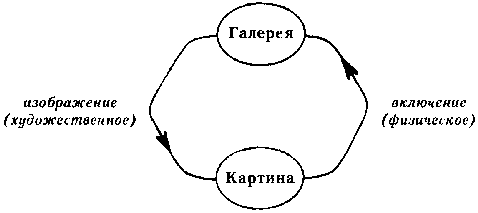 Галерея
изображение
(художественное)
включение
(физическое)
Картина